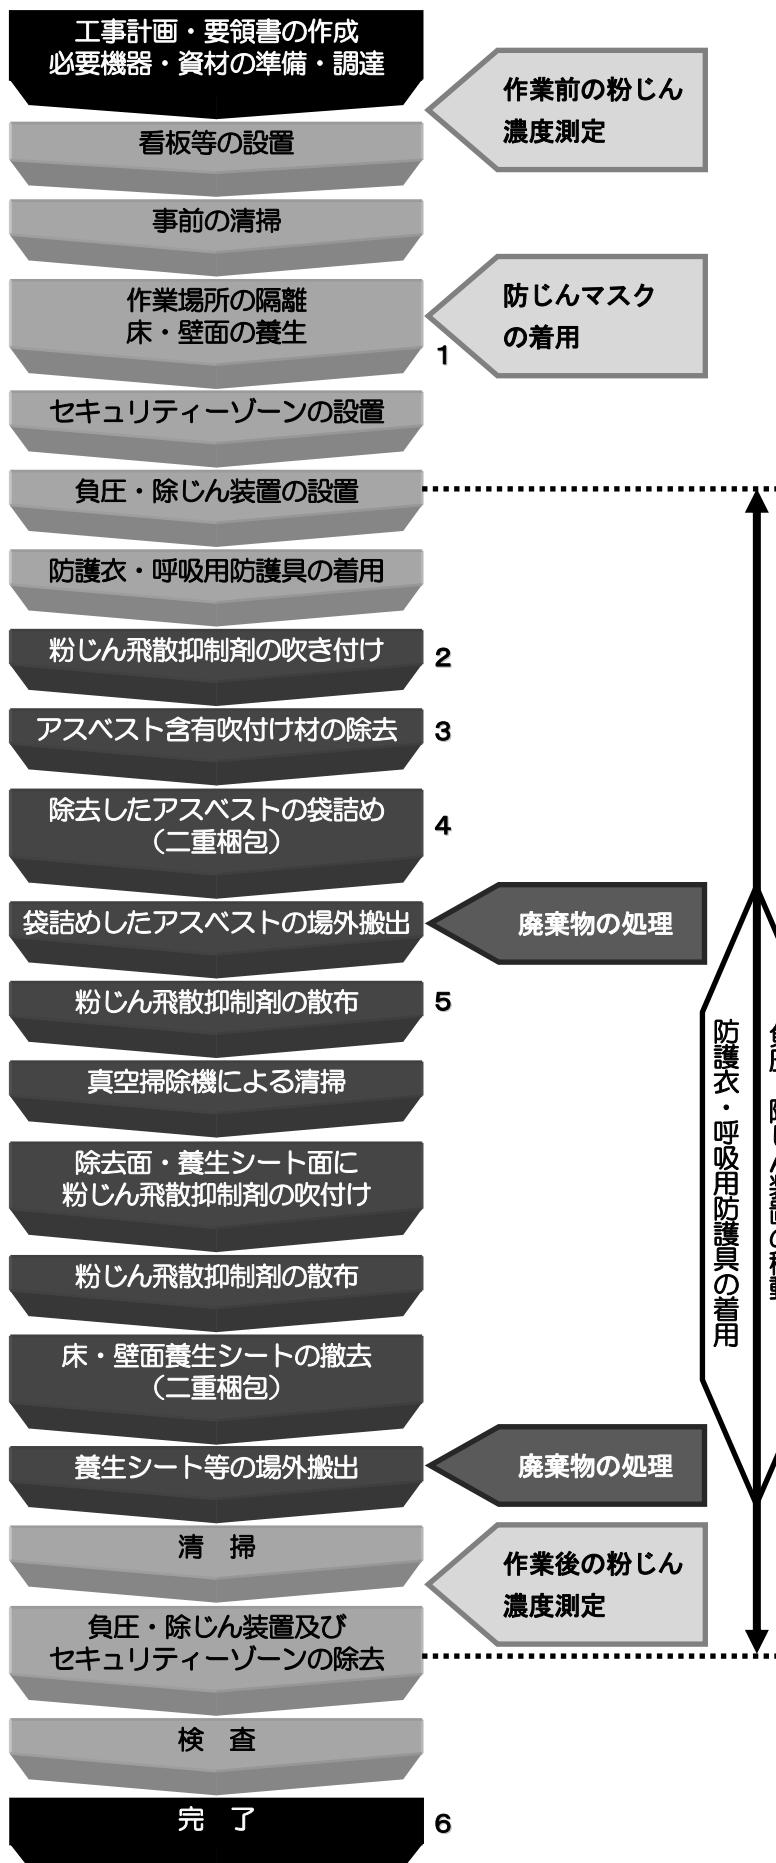 工事計画・要領書の作成
必要機器・資材の準備・調達
作業前の粉じん
濃度測定
看板等の設置
事前の清掃
作業場所の隔離
床・壁面の養生
1
防じんマスク
の着用
セキュリティーゾーンの設置
負圧・除じん装置の設置
防護衣・呼吸用防護具の着用
粉じん飛散抑制剤の吹き付け
2
アスベスト含有吹付け材の除去
3
除去したアスベストの袋詰め
（二重梱包）
4
袋詰めしたアスベストの場外搬出
廃棄物の処理
粉じん飛散抑制剤の散布
5
真空掃除機による清掃
除去面・養生シート面に
粉じん飛散抑制剤の吹付け
粉じん飛散抑制剤の散布
床・壁面養生シートの撤去
（二重梱包）
養生シート等の場外搬出
廃棄物の処理
清　掃
作業後の粉じん
濃度測定
負圧・除じん装置及び
セキュリティーゾーンの除去
検　査
完　了
6
防護衣・呼吸用防護具の着用